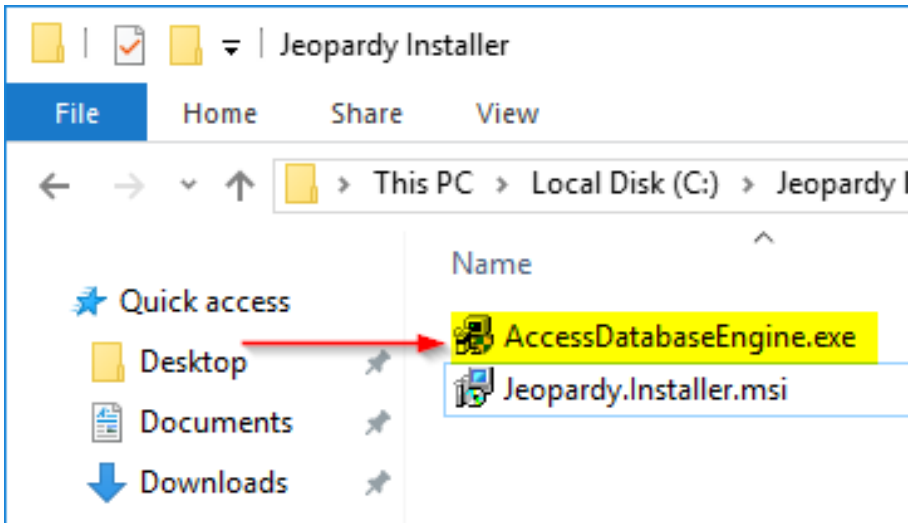 Jeopardy Installer
File Home Share View
This PC > Local Disk (C:) > Jeopardy
Name
Quick access
AccessDatabaseEngine.exe
Desktop
Jeopardy.Installer.msi
Documents
Downloads